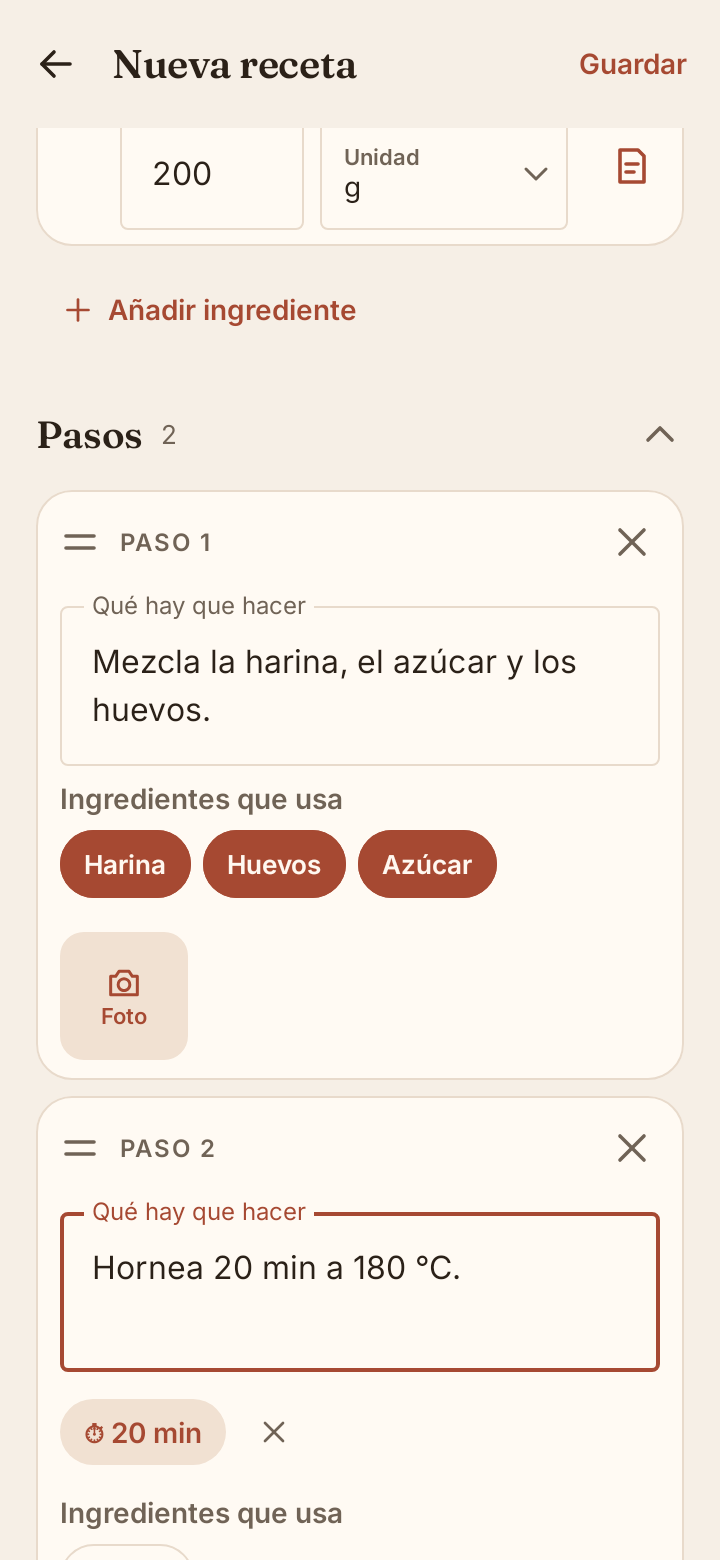 Nueva receta
Guardar
200
Unidad
g
Añadir ingrediente
Pasos 2
PASO 1
Qué hay que hacer
Mezcla la harina, el azúcar y los
huevos.
Ingredientes que usa
Harina
Huevos
Azúcar
Foto
PASO 2
Qué hay que hacer
Hornea 20 min a 180 °C.
⏱ 20 min
Ingredientes que usa